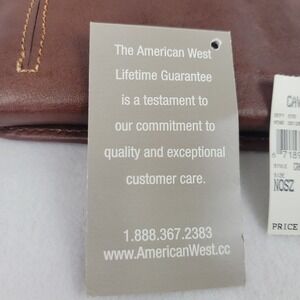 The American West
Lifetime Guarantee
is a testament to
our commitment to
quality and exceptional
customer care.
1.888.367.2383
www.AmericanWest.cc
NOSZ
PRICE